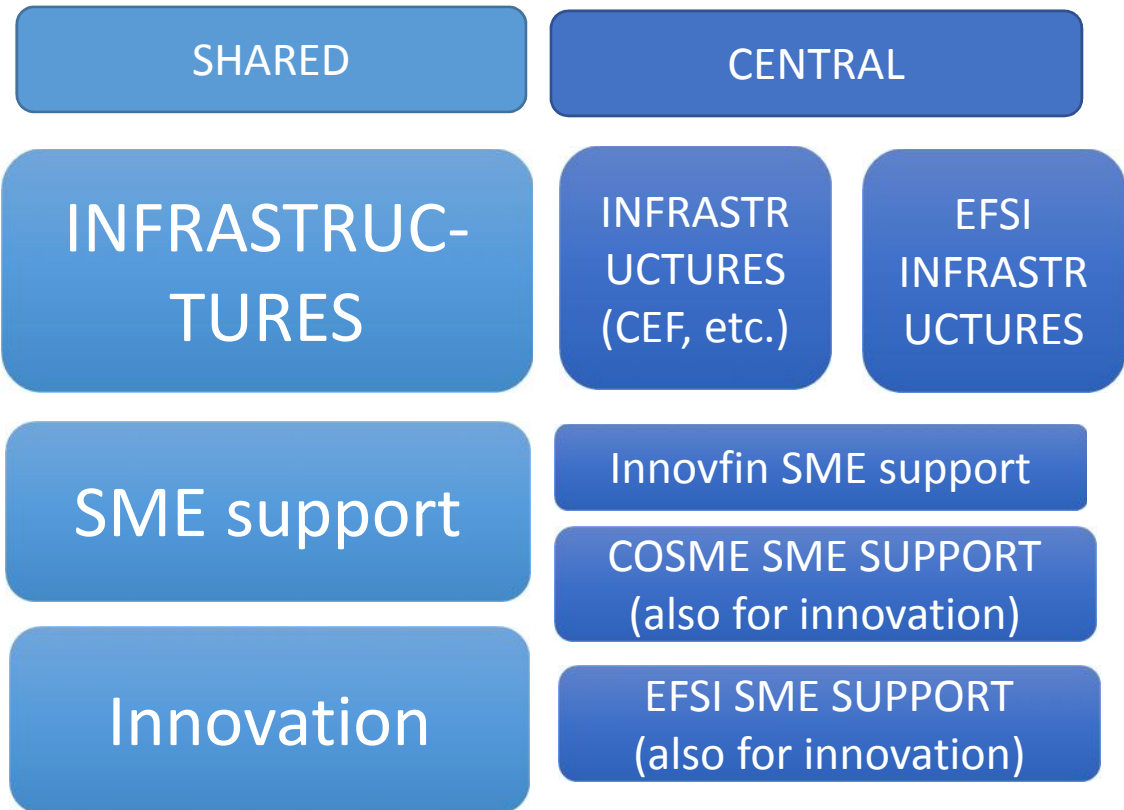 SHARED
CENTRAL
INFRASTRUC-
TURES
INFRASTR
UCTURES
(CEF, etc.)
EFSI
INFRASTR
UCTURES
SME support
Innovfin SME support
COSME SME SUPPORT
(also for innovation)
Innovation
EFSI SME SUPPORT
(also for innovation)